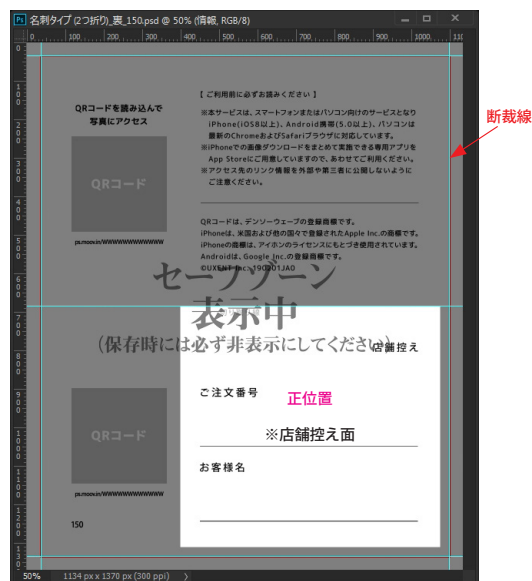 名刺タイプ (2つ折り)_裏_150.psd @ 50% (情報, RGB/8)
0 100 200 300 400 500 600 700 800 900 1000
断裁線
QRコードを読み込んで
写真にアクセス
QRコード
【 ご利用前に必ずお読みください 】
※本サービスは、スマートフォンまたはパソコン向けのサービスとなり
iPhone(iOS8以上)、Android携帯(5.0以上)、パソコンは
最新のChromeおよびSafariブラウザに対応しています。
※iPhoneでの画像ダウンロードをまとめて実施できる専用アプリを
App Storeにご用意していますので、あわせてご利用ください。
※アクセス先のリンク情報を外部や第三者に公開しないように
ご注意ください。
QRコードは、デンソーウェーブの登録商標です。
iPhoneは、米国および他の国々で登録されたApple Inc.の商標です。
iPhoneの商標は、アイホンのライセンスにもとづき使用されています。
Androidは、Google Inc.の登録商標です。
©UXENT Inc. 190201JA0
セーフゾーン
表示中
(保存時には必ず非表示にしてください)
店舗控え
ご注文番号
正位置
QRコード
※店舗控え面
お客様名
150
50% 1134 px x 1370 px (300 ppi)